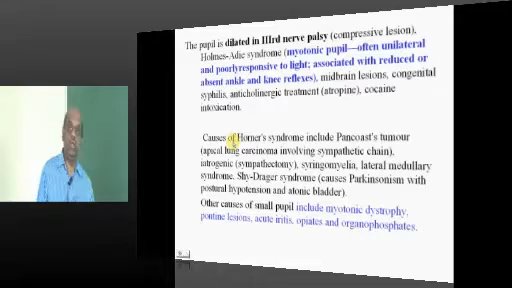 The pupil is dilated in IIIrd nerve palsy (compressive lesion),
Holmes-Adie syndrome (myotonic pupil—often unilateral
and poorlyresponsive to light; associated with reduced or
absent ankle and knee reflexes), midbrain lesions, congenital
syphilis, anticholinergic treatment (atropine), cocaine
intoxication.
Causes of Horner's syndrome include Pancoast's tumour
(apical lung carcinoma involving sympathetic chain),
iatrogenic (sympathectomy), syringomyelia, lateral medullary
syndrome, Shy-Drager syndrome (causes Parkinsonism with
postural hypotension and atonic bladder).
Other causes of small pupil include myotonic dystrophy,
pontine lesions, acute iritis, opiates and organophosphates.